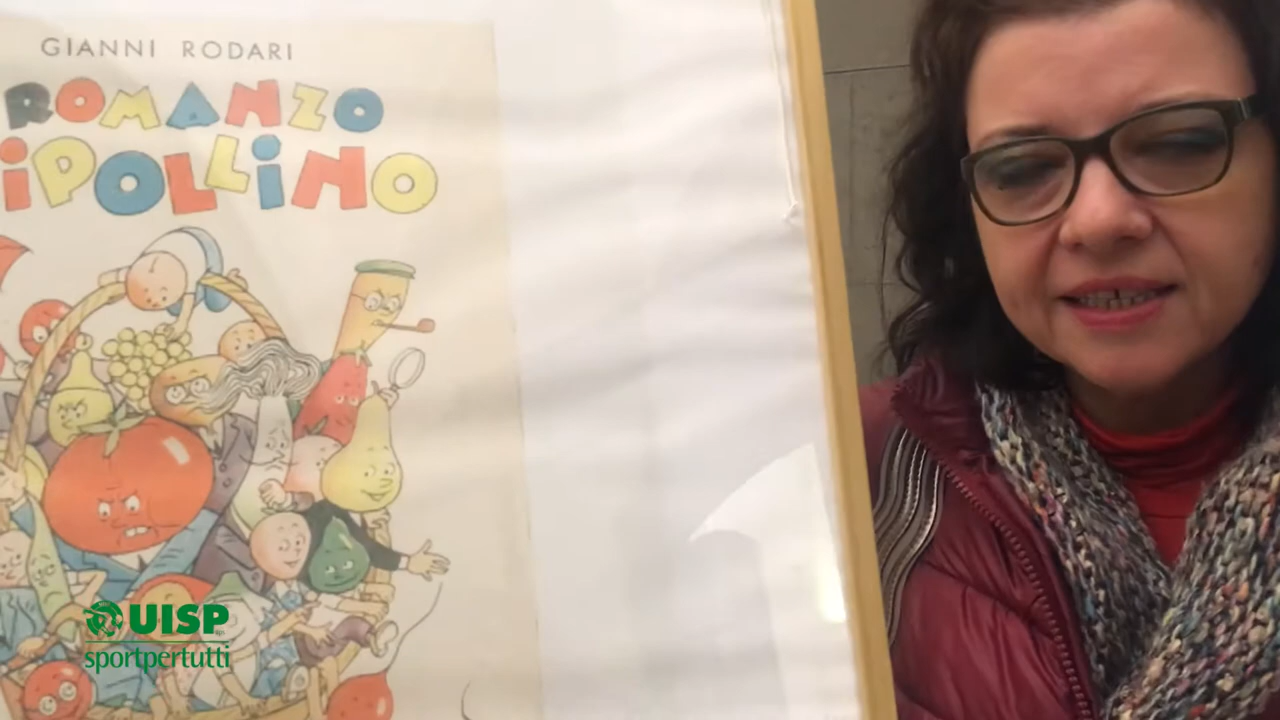 GIANNI RODARI
ROMANZO
IPOLLINO
UISP
sportpertutti